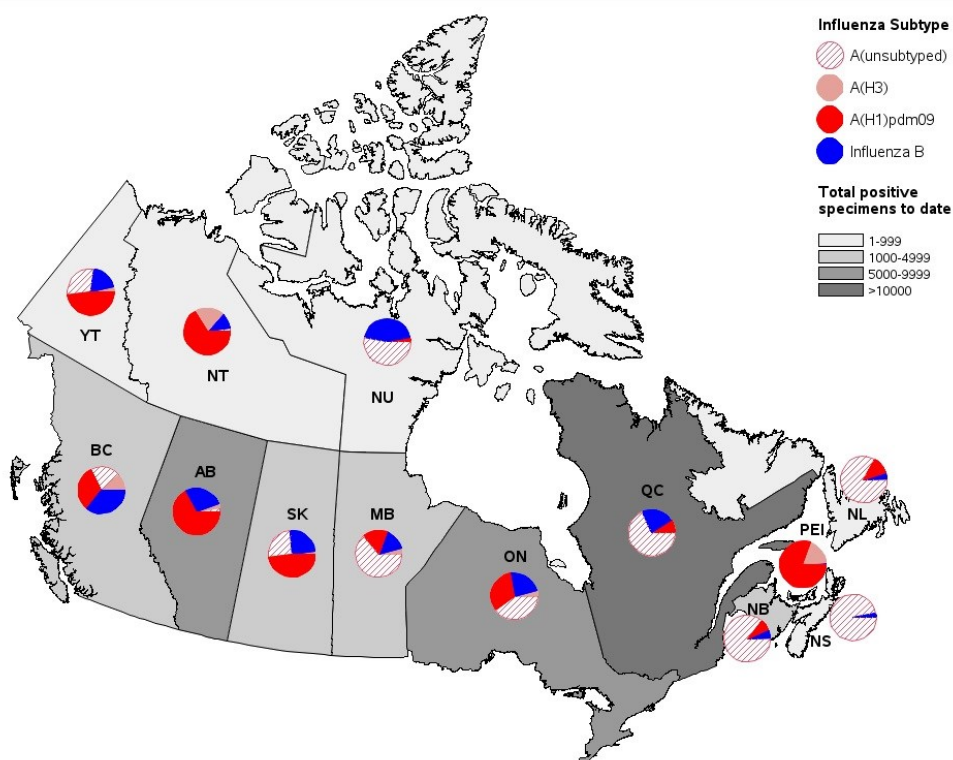 Influenza Subtype
A(unsubtyped)
A(H3)
A(H1)pdm09
Influenza B
Total positive
specimens to date
1-999
1000-4999
5000-9999
>10000
YT
NT
NU
BC
AB
SK
MB
ON
QC
NL
PEI
NB
NS